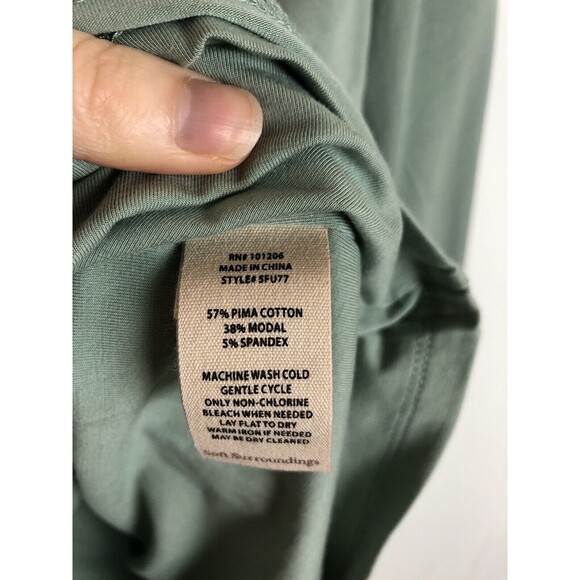 RN# 101206
MADE IN CHINA
STYLE# 5FU77
57% PIMA COTTON
38% MODAL
5% SPANDEX
MACHINE WASH COLD
GENTLE CYCLE
ONLY NON-CHLORINE
BLEACH WHEN NEEDED
LAY FLAT TO DRY
WARM IRON IF NEEDED
MAY BE DRY CLEANED
Soft Surroundings